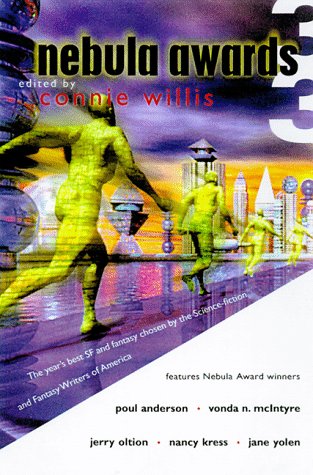 nebula awards
33
edited by
connie willis
The year's best SF and fantasy chosen by the Science-fiction
and Fantasy Writers of America
features Nebula Award winners
poul anderson • vonda n. mcintyre
jerry oltion • nancy kress • jane yolen